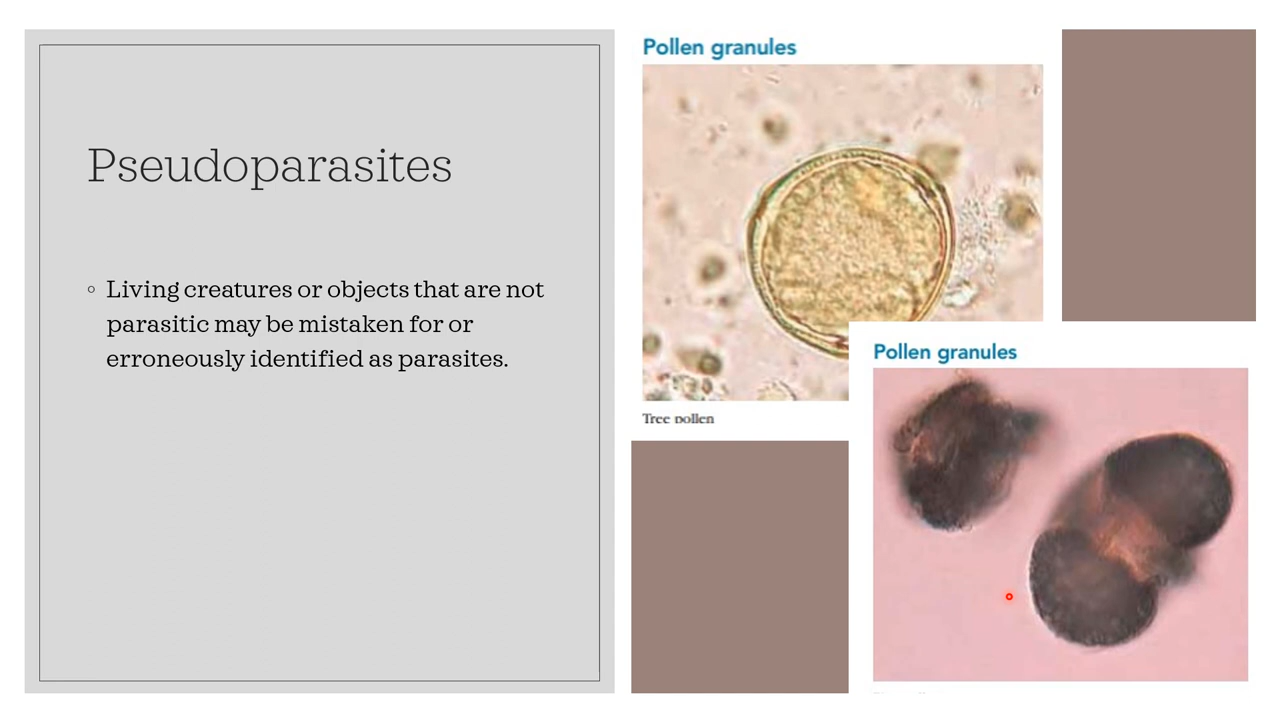 Pseudoparasites
◦ Living creatures or objects that are not
parasitic may be mistaken for or
erroneously identified as parasites.
Pollen granules
Tree pollen
Pollen granules